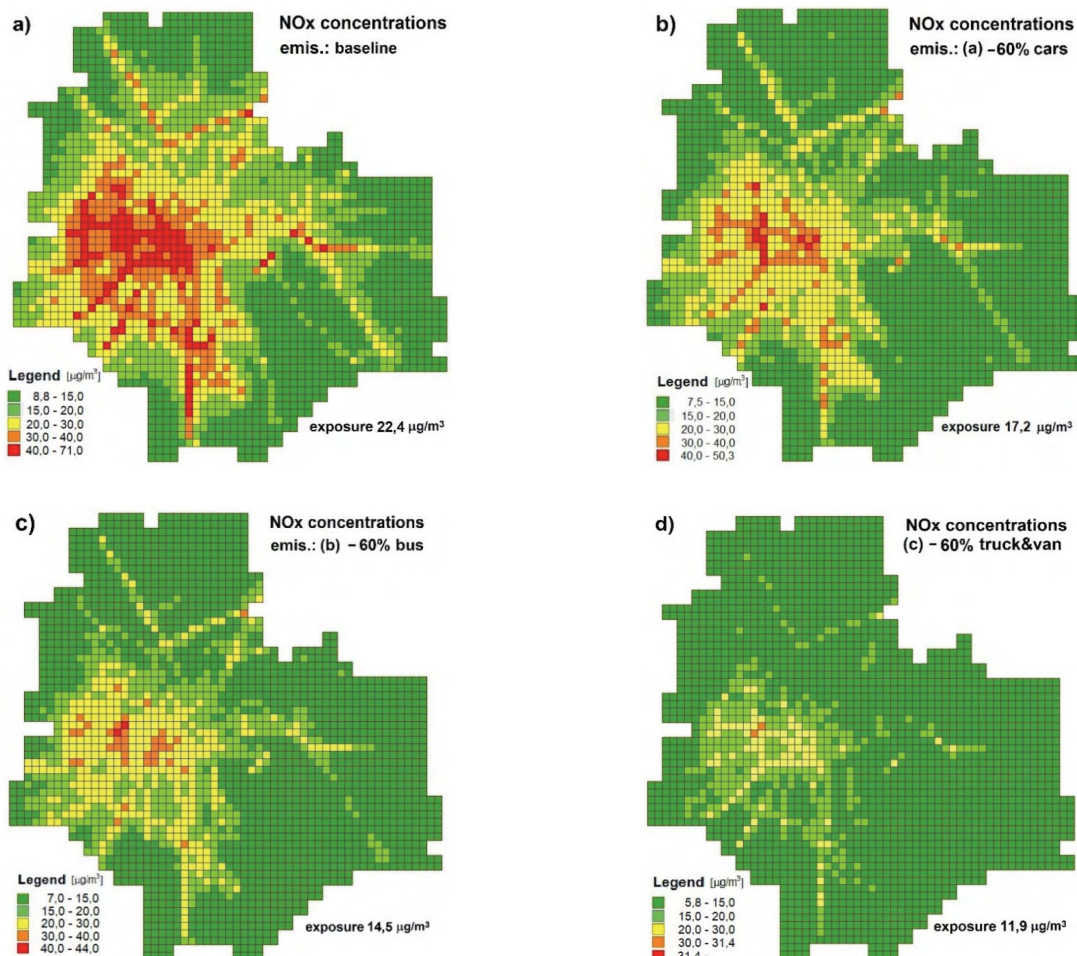 a)
NOx concentrations
emis.: baseline
Legend [µg/m³]
8,8 - 15,0
15,0 - 20,0
20,0 - 30,0
30,0 - 40,0
40,0 - 71,0
exposure 22,4 µg/m³
b)
NOx concentrations
emis.: (a) -60% cars
Legend [µg/m³]
7,5 - 15,0
15,0 - 20,0
20,0 - 30,0
30,0 - 40,0
40,0 - 50,3
exposure 17,2 µg/m³
c)
NOx concentrations
emis.: (b) - 60% bus
Legend [µg/m³]
7,0 - 15,0
15,0 - 20,0
20,0 - 30,0
30,0 - 40,0
40,0 - 44,0
exposure 14,5 µg/m³
d)
NOx concentrations
(c) - 60% truck&van
Legend [µg/m³]
5,8 - 15,0
15,0 - 20,0
20,0 - 30,0
30,0 - 31,4
31,4 -
exposure 11,9 µg/m³